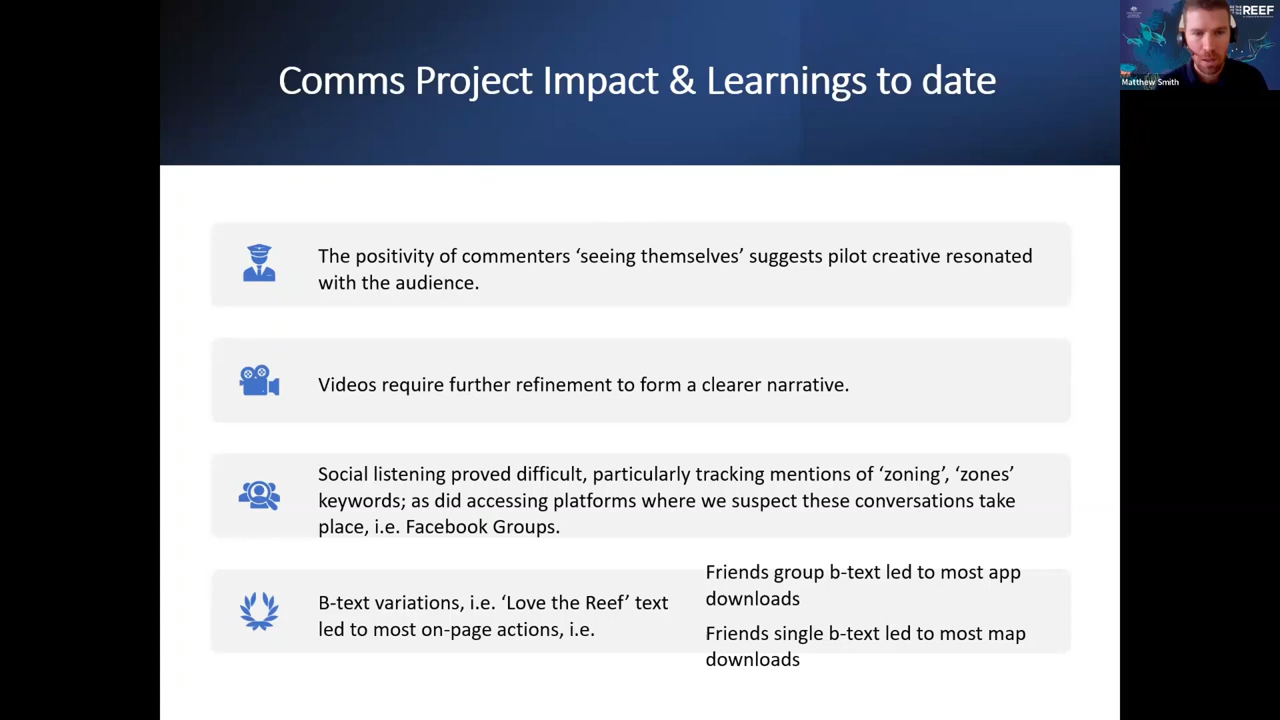 Comms Project Impact & Learnings to date
REEF
Matthew Smith
The positivity of commenters ‘seeing themselves’ suggests pilot creative resonated
with the audience.
Videos require further refinement to form a clearer narrative.
Social listening proved difficult, particularly tracking mentions of ‘zoning’, ‘zones’
keywords; as did accessing platforms where we suspect these conversations take
place, i.e. Facebook Groups.
B-text variations, i.e. ‘Love the Reef’ text
led to most on-page actions, i.e.
Friends group b-text led to most app
downloads
Friends single b-text led to most map
downloads